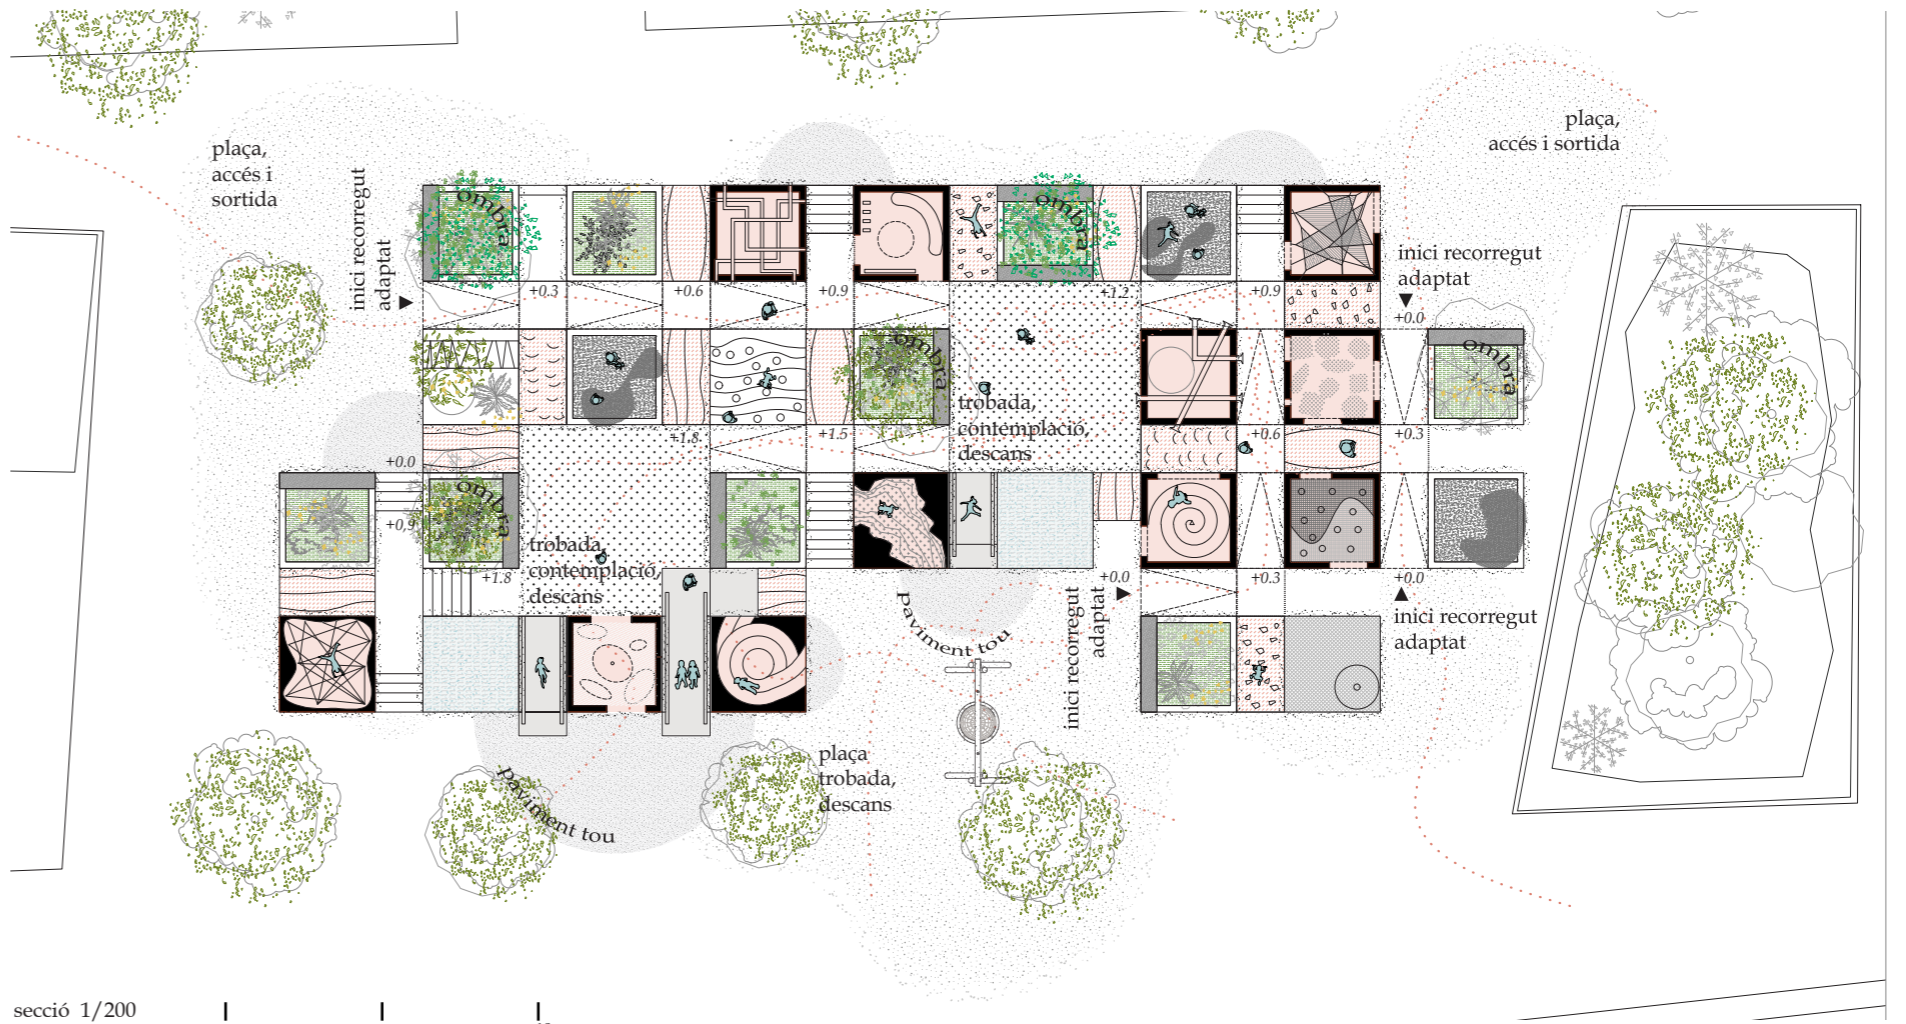 plaça,
accés i
sortida
inici recorregut
adaptat
ombra
ombra
plaça,
accés i sortida
inici recorregut
adaptat
+0.0
+0.3
+0.6
+0.9
+1.2
+0.9
ombra
ombra
trobada,
contemplació,
descans
+1.8
+1.5
+0.6
+0.3
+0.0
+0.9
ombra
trobada,
contemplació,
descans
+1.8
+0.0
+0.3
+0.0
paviment tou
inici recorregut
adaptat
inici recorregut
adaptat
plaça
trobada,
descans
paviment tou
secció 1/200